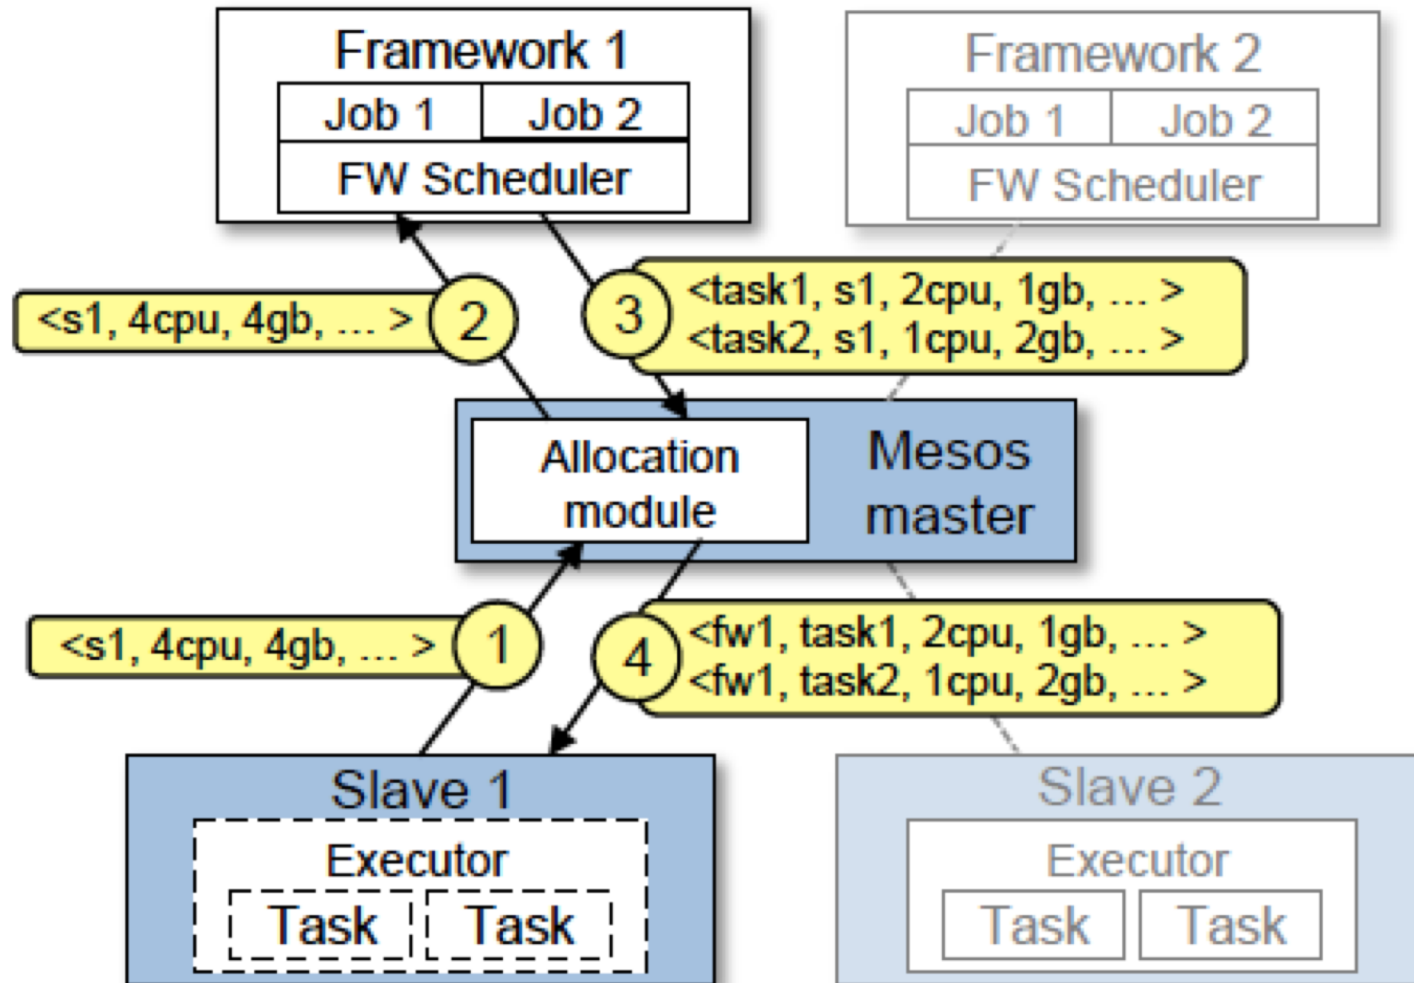 Framework 1
Job 1 Job 2
FW Scheduler
Framework 2
Job 1 Job 2
FW Scheduler
<s1, 4cpu, 4gb, ... >
2
3
<task1, s1, 2cpu, 1gb, ... >
<task2, s1, 1cpu, 2gb, ... >
Allocation
module
Mesos
master
<s1, 4cpu, 4gb, ... >
1
4
<fw1, task1, 2cpu, 1gb, ... >
<fw1, task2, 1cpu, 2gb, ... >
Slave 1
Executor
Task Task
Slave 2
Executor
Task Task